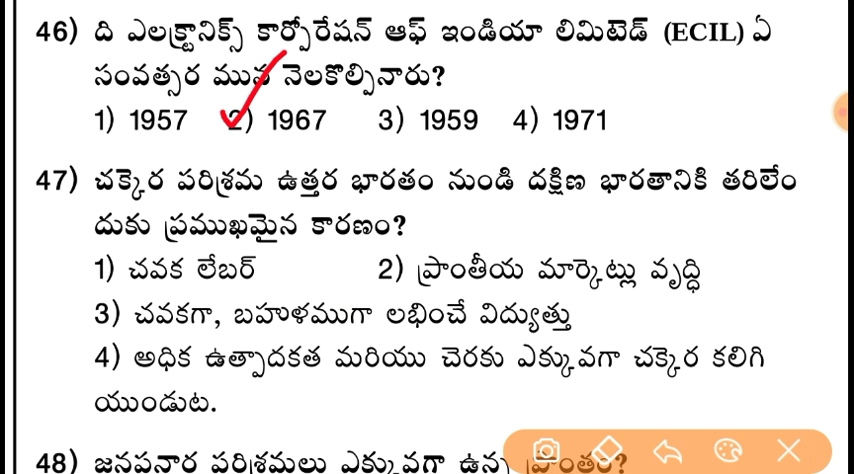 46) ది ఎలక్ట్రానిక్స్ కార్పోరేషన్ ఆఫ్ ఇండియా లిమిటెడ్ (ECIL) ఏ
సంవత్సర మున నెలకొల్పినారు?
1) 1957 2) 1967 3) 1959 4) 1971
47) చక్కెర పరిశ్రమ ఉత్తర భారతం నుండి దక్షిణ భారతానికి తరిలేం
దుకు ప్రముఖమైన కారణం?
1) చవక లేబర్ 2) ప్రాంతీయ మార్కెట్లు వృద్ధి
3) చవకగా, బహుళముగా లభించే విద్యుత్తు
4) అధిక ఉత్పాదకత మరియు చెరకు ఎక్కువగా చక్కెర కలిగి
యుండుట.
48) జనపనార పరిశ్రమలు ఎక్కువగా ఉన్న ప్రాంతం?